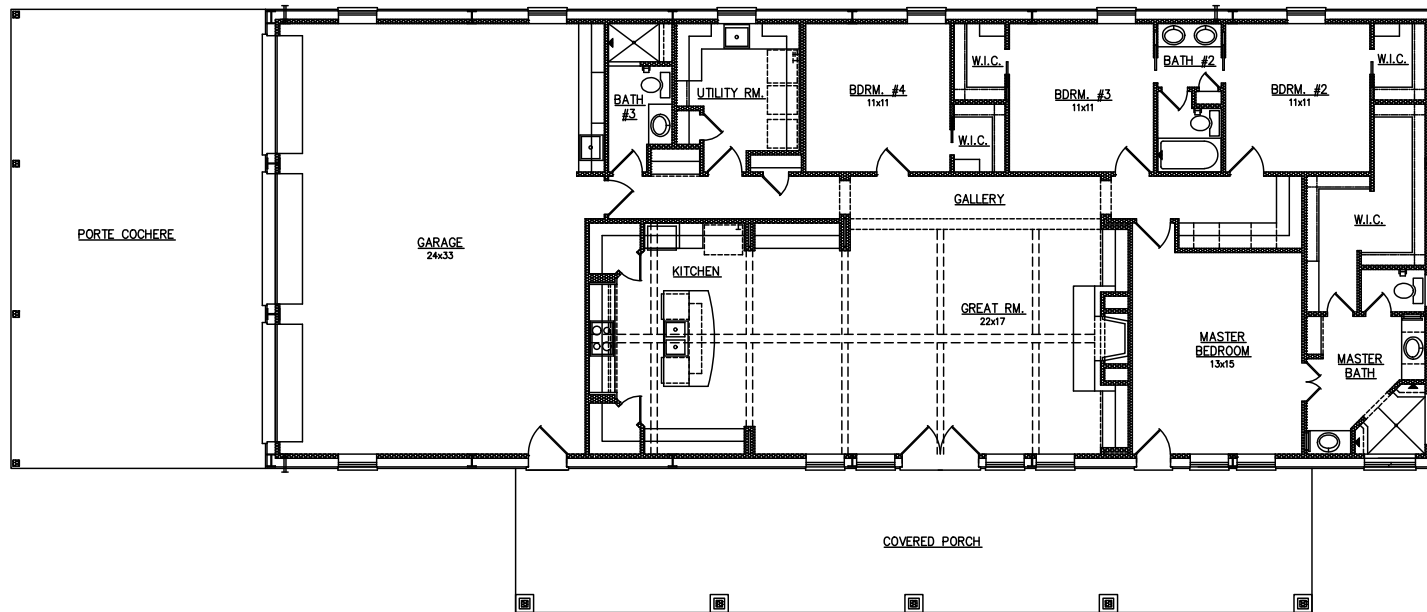 W.I.C.
BATH #2
BDRM. #4
11x11
UTILITY RM.
BATH
#3
BDRM. #3
11x11
BDRM. #2
11x11
W.I.C.
W.I.C.
GALLERY
W.I.C.
PORTE COCHERE
GARAGE
24x33
KITCHEN
GREAT RM.
22x17
MASTER
BEDROOM
13x15
MASTER
BATH
COVERED PORCH